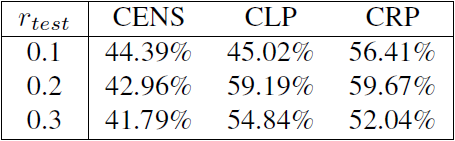 r_test CENS CLP CRP
0.1 44.39% 45.02% 56.41%
0.2 42.96% 59.19% 59.67%
0.3 41.79% 54.84% 52.04%